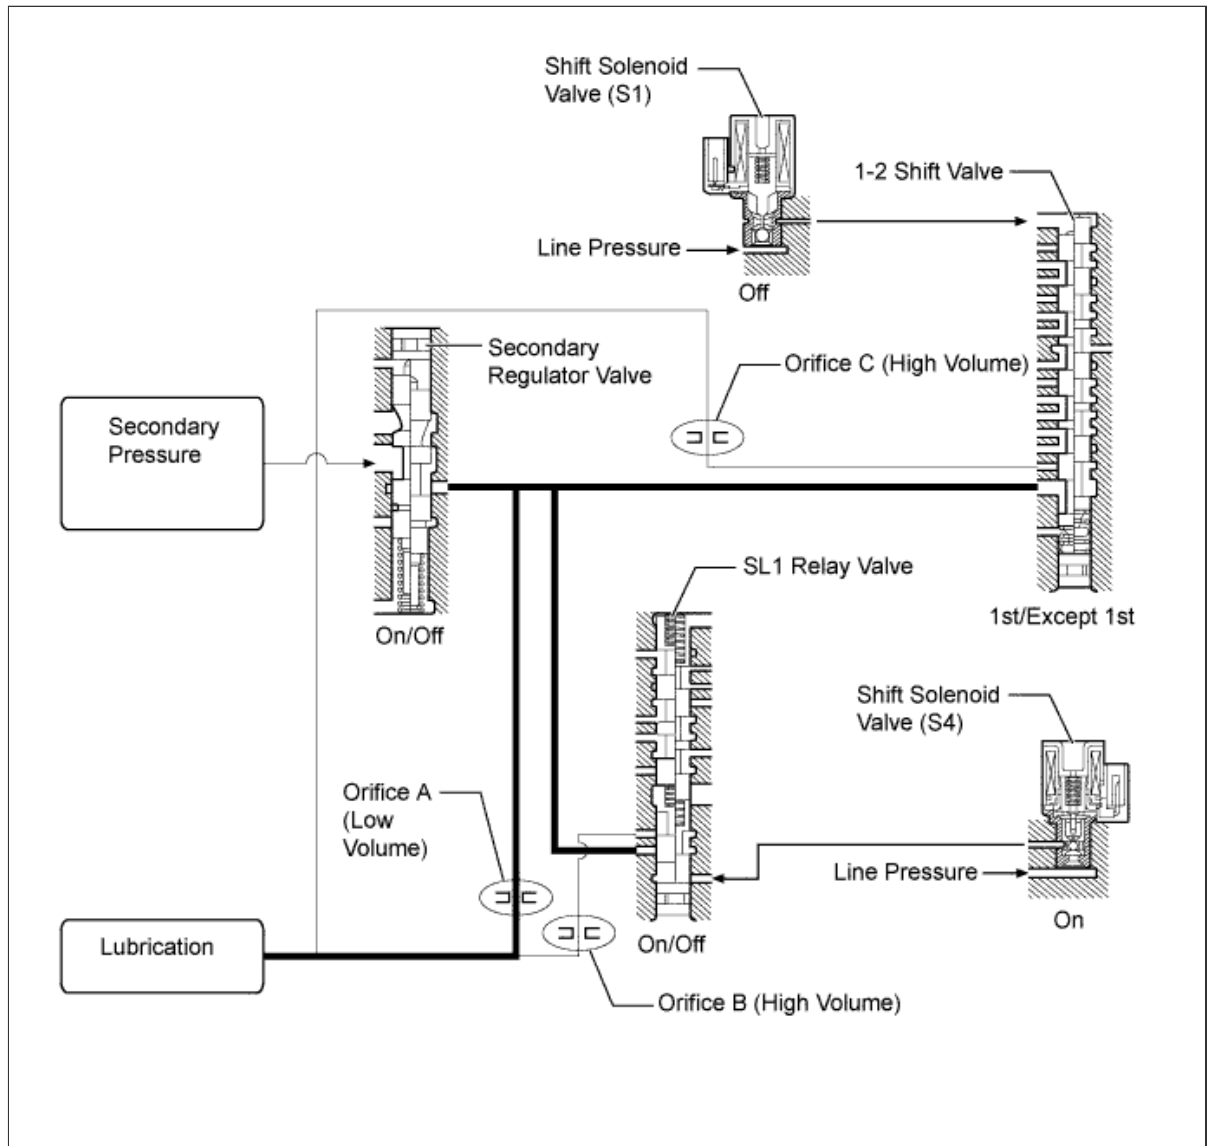 Shift Solenoid
Valve (S1)
1-2 Shift Valve
Line Pressure
Off
Secondary
Regulator Valve
Orifice C (High Volume)
Secondary
Pressure
SL1 Relay Valve
On/Off
1st/Except 1st
Shift Solenoid
Valve (S4)
Orifice A
(Low
Volume)
Line Pressure
On
Lubrication
On/Off
Orifice B (High Volume)